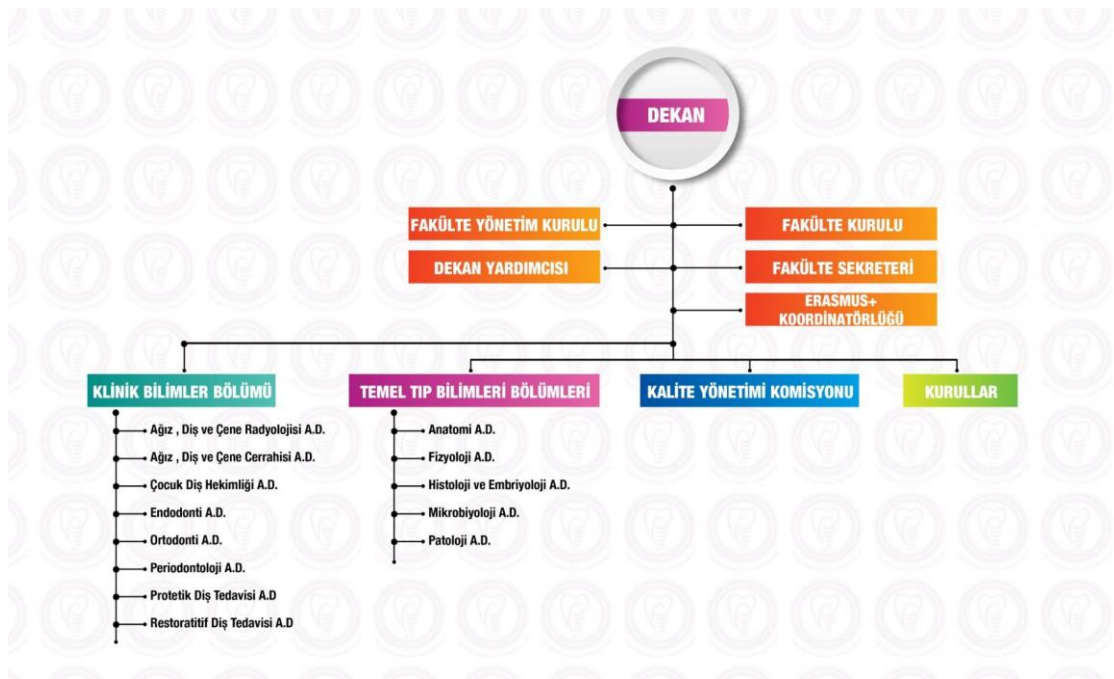 DEKAN
FAKÜLTE YÖNETİM KURULU
FAKÜLTE KURULU
DEKAN YARDIMCISI
FAKÜLTE SEKRETERİ
ERASMUS+
KOORDİNATÖRLÜĞÜ
KLİNİK BİLİMLER BÖLÜMÜ
Ağız , Diş ve Çene Radyolojisi A.D.
Ağız , Diş ve Çene Cerrahisi A.D.
Çocuk Diş Hekimliği A.D.
Endodonti A.D.
Ortodonti A.D.
Periodontoloji A.D.
Protetik Diş Tedavisi A.D
Restoratitif Diş Tedavisi A.D
TEMEL TIP BİLİMLERİ BÖLÜMLERİ
Anatomi A.D.
Fizyoloji A.D.
Histoloji ve Embriyoloji A.D.
Mikrobiyoloji A.D.
Patoloji A.D.
KALİTE YÖNETİMİ KOMİSYONU
KURULLAR